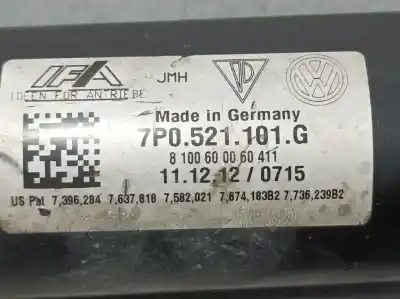 IFA
IDEEN FÜR ANTRIEBE
JMH
Made in Germany
7P0.521.101.G
8 100 60 00 60 411
11.12.12 / 0715
US Pat 7,396,284 7,637,818 7,582,021 7,674,183B2 7,736,239B2